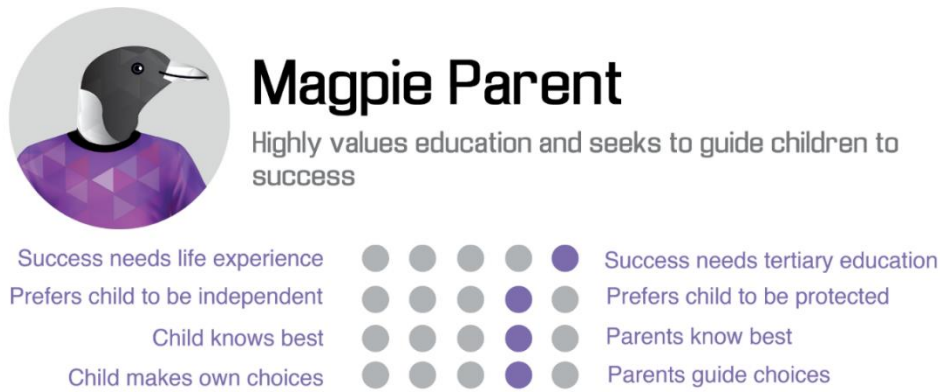 Magpie Parent
Highly values education and seeks to guide children to
success
Success needs life experience Success needs tertiary education
Prefers child to be independent Prefers child to be protected
Child knows best Parents know best
Child makes own choices Parents guide choices